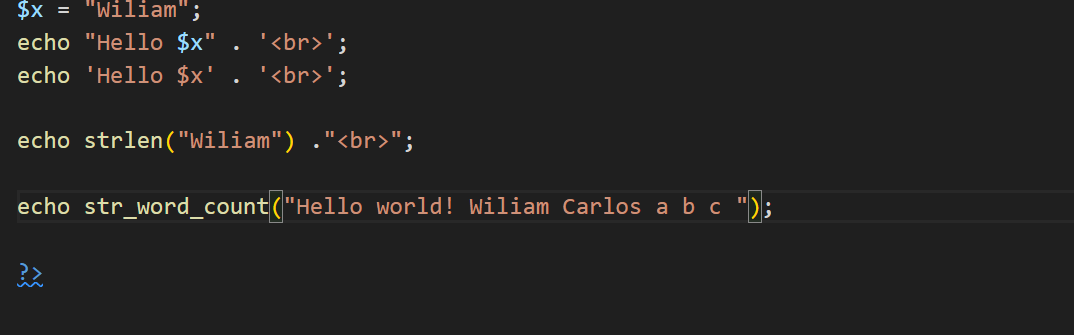 $x = "Wiliam";
echo "Hello $x" . '<br>';
echo 'Hello $x' . '<br>';
echo strlen("Wiliam") ."<br>";
echo str_word_count("Hello world! Wiliam Carlos a b c ");
?>